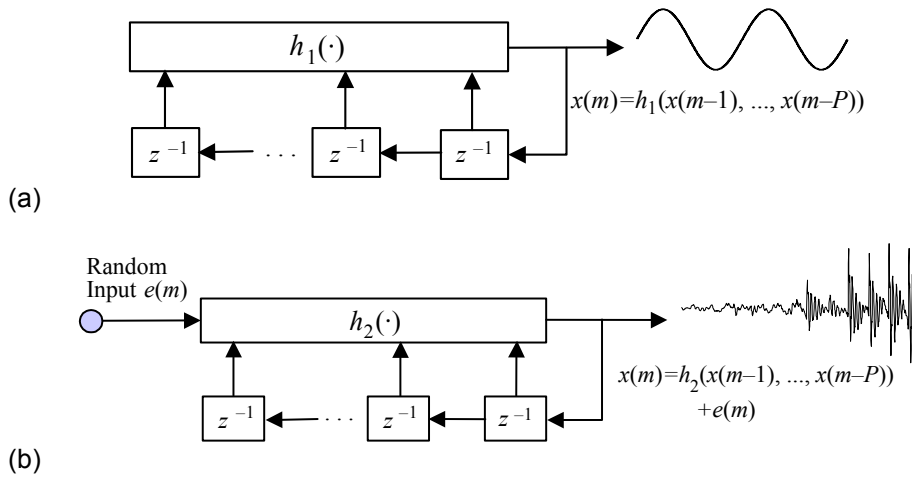 h₁(·)
x(m)=h₁(x(m–1), ..., x(m–P))
z ⁻¹
. . .
z ⁻¹
z ⁻¹
(a)
Random
Input e(m)
h₂(·)
x(m)=h₂(x(m–1), ..., x(m–P))
+e(m)
z ⁻¹
. . .
z ⁻¹
z ⁻¹
(b)